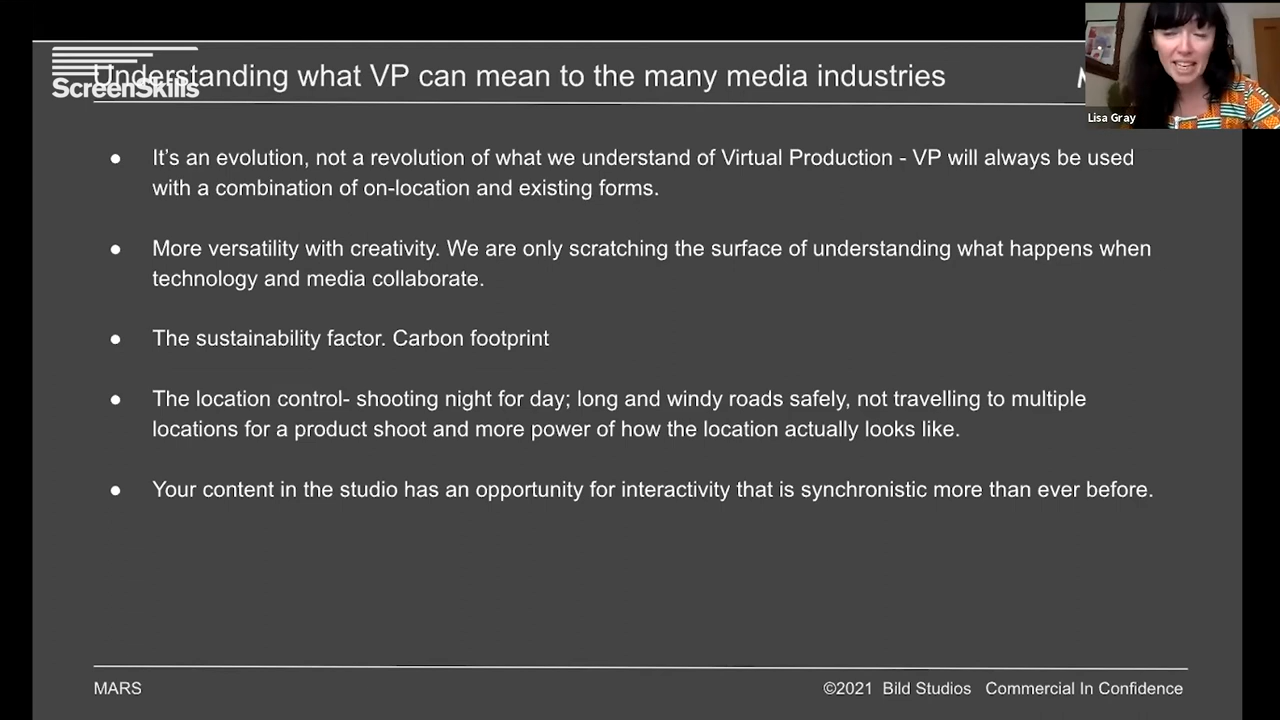 ScreenSkills
Understanding what VP can mean to the many media industries
Lisa Gray
● It's an evolution, not a revolution of what we understand of Virtual Production - VP will always be used
with a combination of on-location and existing forms.
● More versatility with creativity. We are only scratching the surface of understanding what happens when
technology and media collaborate.
● The sustainability factor. Carbon footprint
● The location control- shooting night for day; long and windy roads safely, not travelling to multiple
locations for a product shoot and more power of how the location actually looks like.
● Your content in the studio has an opportunity for interactivity that is synchronistic more than ever before.
MARS
©2021 Bild Studios Commercial In Confidence